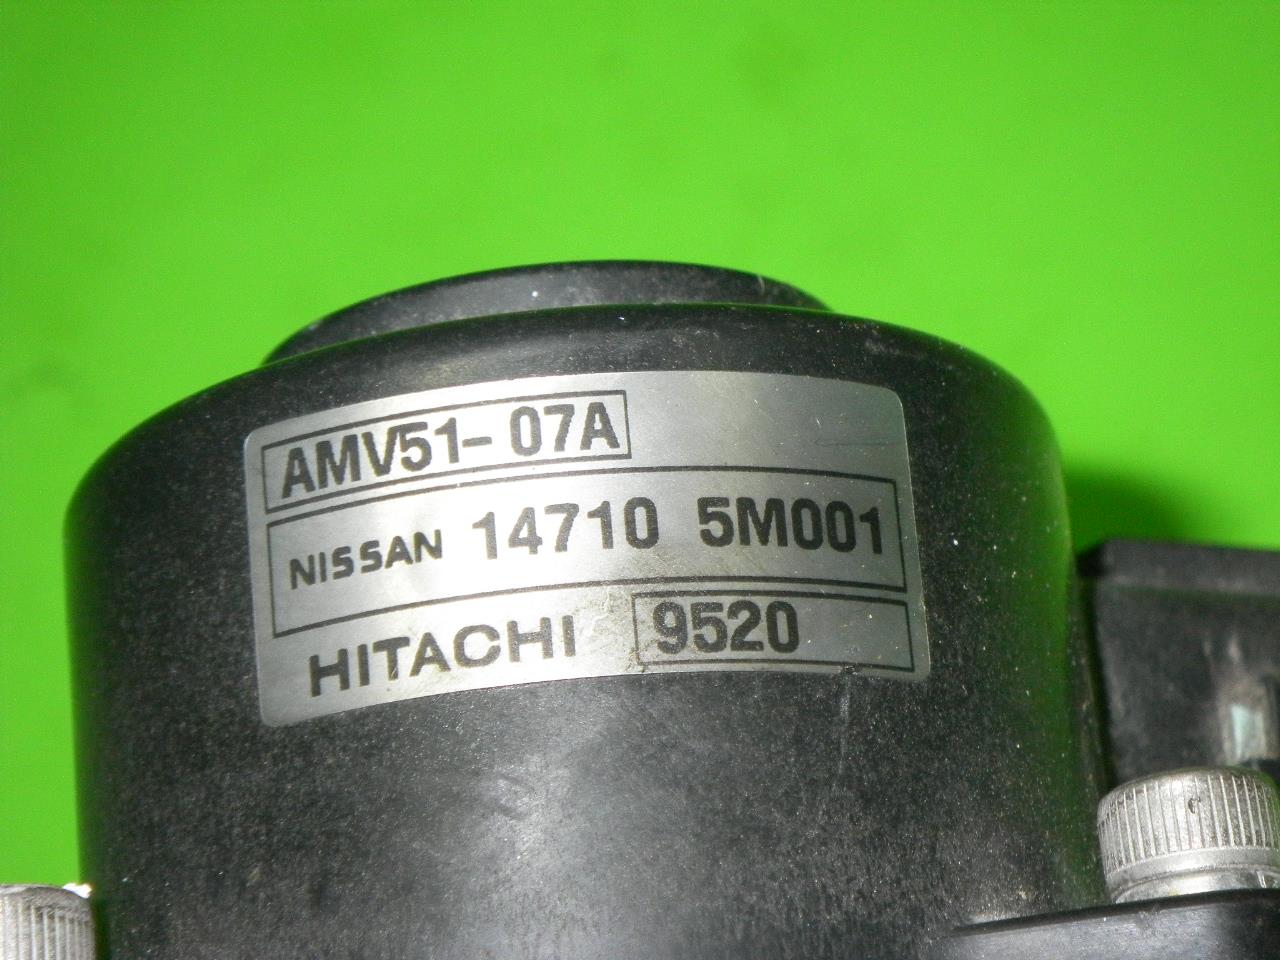 AMV51-07A
NISSAN 14710 5M001
HITACHI 9520